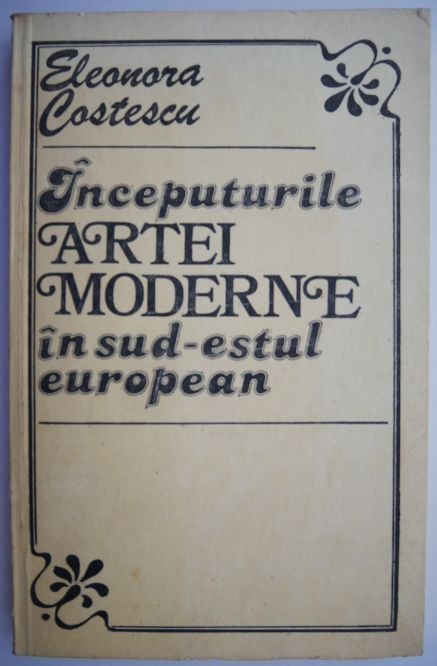 Eleonora
Costescu
Începuturile
ARTEI
MODERNE
în sud-estul
european